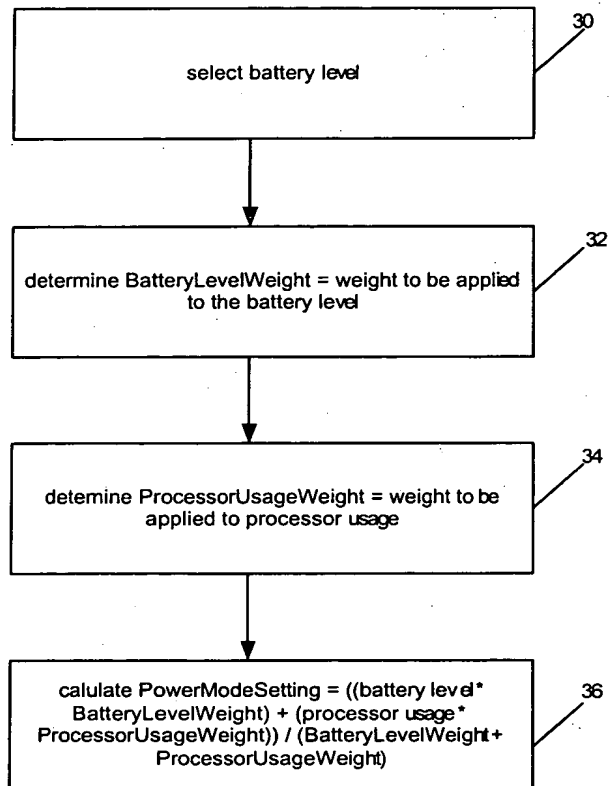 30
select battery level
32
determine BatteryLevelWeight = weight to be applied
to the battery level
34
detemine ProcessorUsageWeight = weight to be
applied to processor usage
36
calulate PowerModeSetting = ((battery level*
BatteryLevelWeight) + (processor usage*
ProcessorUsageWeight)) / (BatteryLevelWeight+
ProcessorUsageWeight)